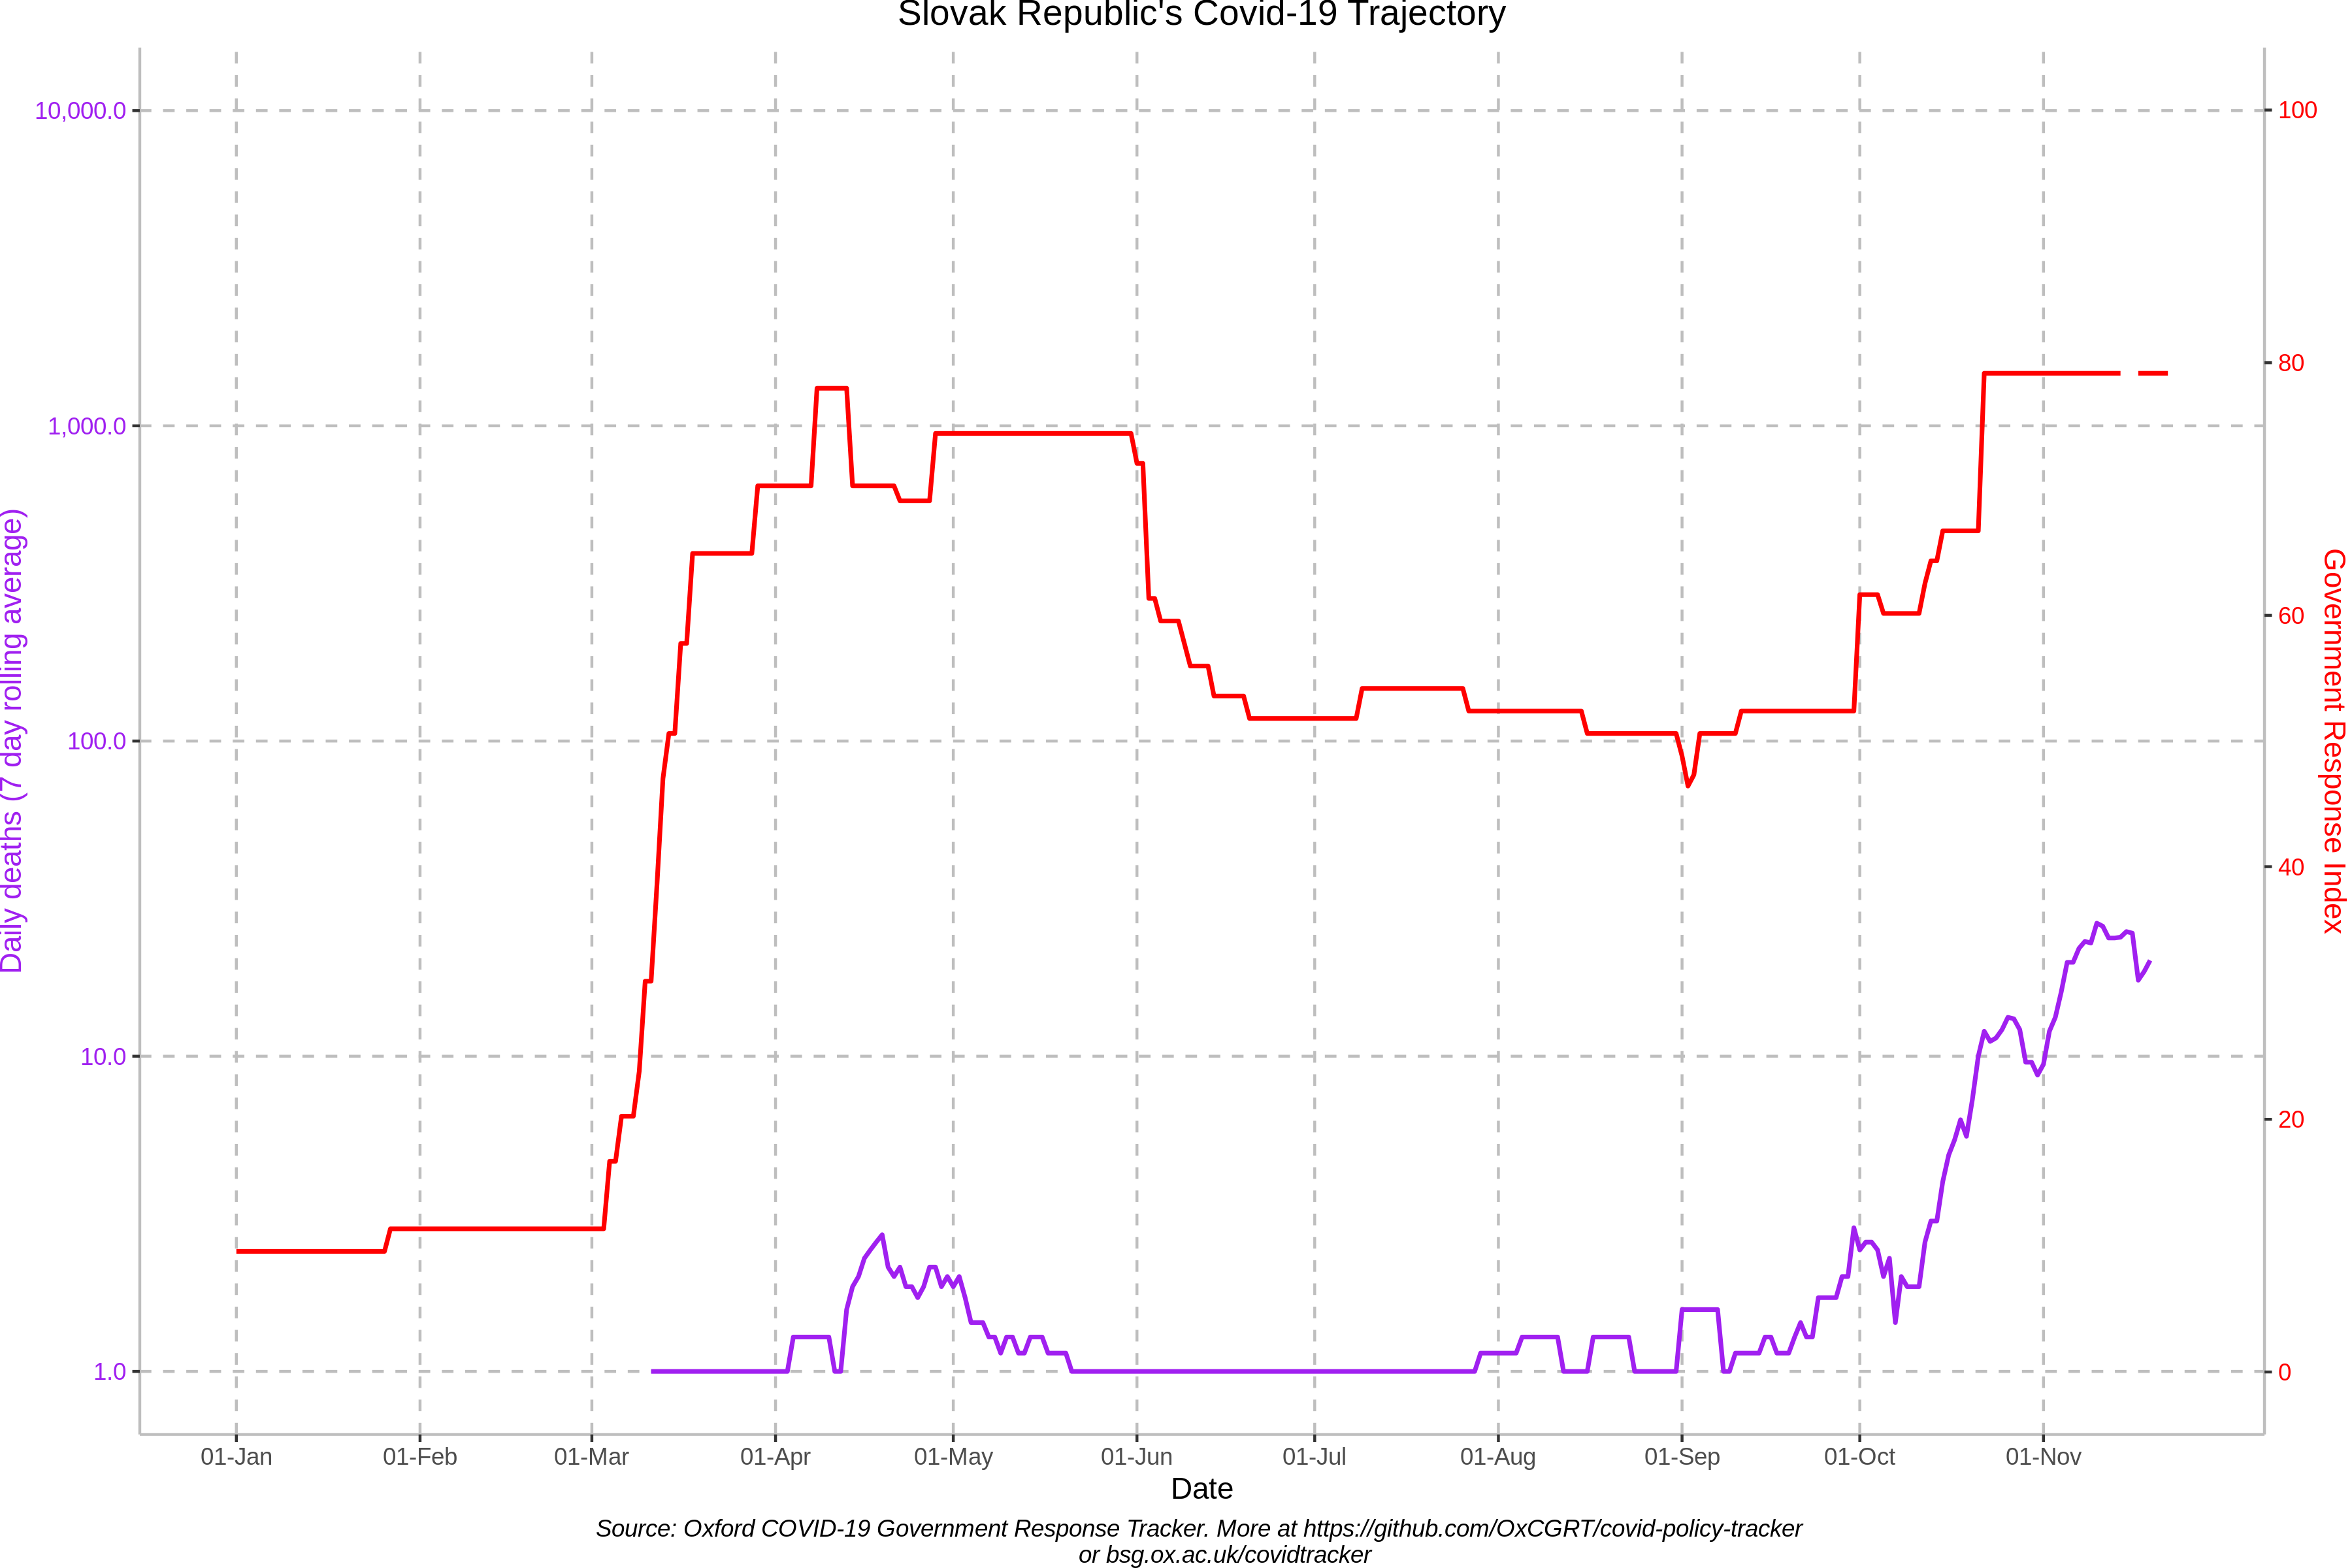 Slovak Republic's Covid-19 Trajectory
10,000.0
1,000.0
100.0
10.0
1.0
Daily deaths (7 day rolling average)
100
80
60
40
20
0
Government Response Index
01-Jan 01-Feb 01-Mar 01-Apr 01-May 01-Jun 01-Jul 01-Aug 01-Sep 01-Oct 01-Nov
Date
Source: Oxford COVID-19 Government Response Tracker. More at https://github.com/OxCGRT/covid-policy-tracker
or bsg.ox.ac.uk/covidtracker